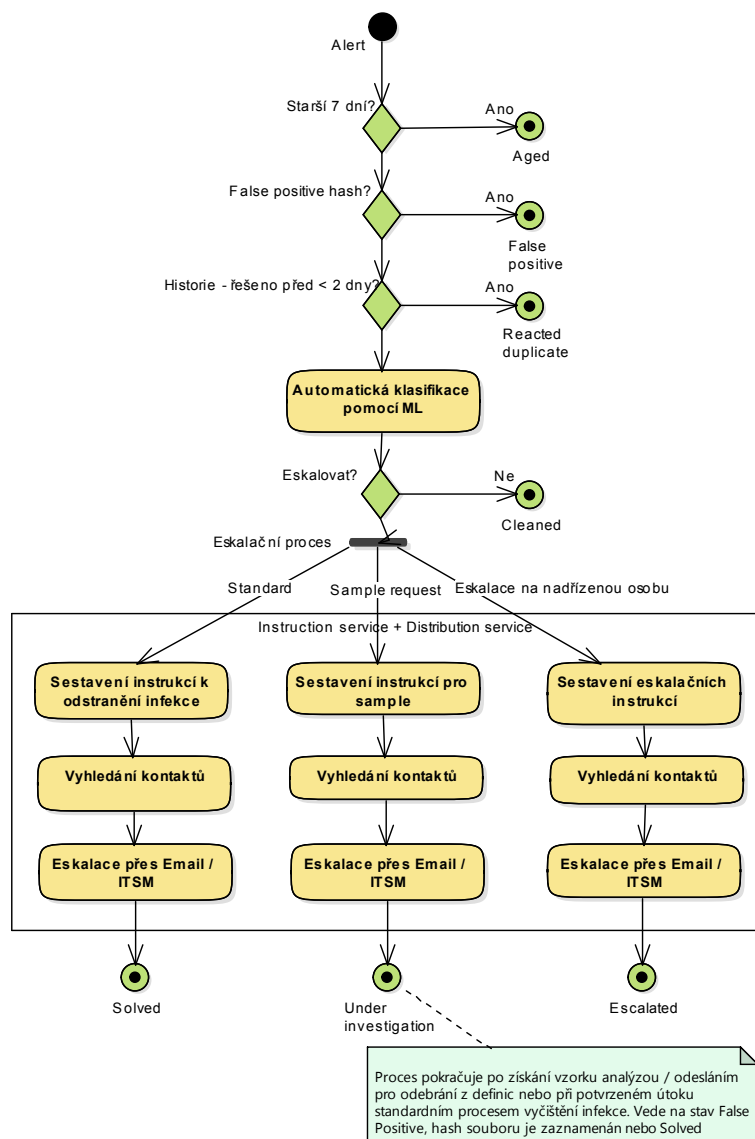 Alert
Starší 7 dní?
Ano
Aged
False positive hash?
Ano
False
positive
Historie - řešeno před < 2 dny?
Ano
Reacted
duplicate
Automatická klasifikace
pomocí ML
Eskalovat?
Ne
Cleaned
Eskalační proces
Standard
Sample request
Eskalace na nadřízenou osobu
Instruction service + Distribution service
Sestavení instrukcí k
odstranění infekce
Sestavení instrukcí pro
sample
Sestavení eskalačních
instrukcí
Vyhledání kontaktů
Vyhledání kontaktů
Vyhledání kontaktů
Eskalace přes Email /
ITSM
Eskalace přes Email /
ITSM
Eskalace přes Email /
ITSM
Solved
Under
investigation
Escalated
Proces pokračuje po získání vzorku analýzou / odesláním
pro odebrání z definic nebo při potvrzeném útoku
standardním procesem vyčištění infekce. Vede na stav False
Positive, hash souboru je zaznamenán nebo Solved